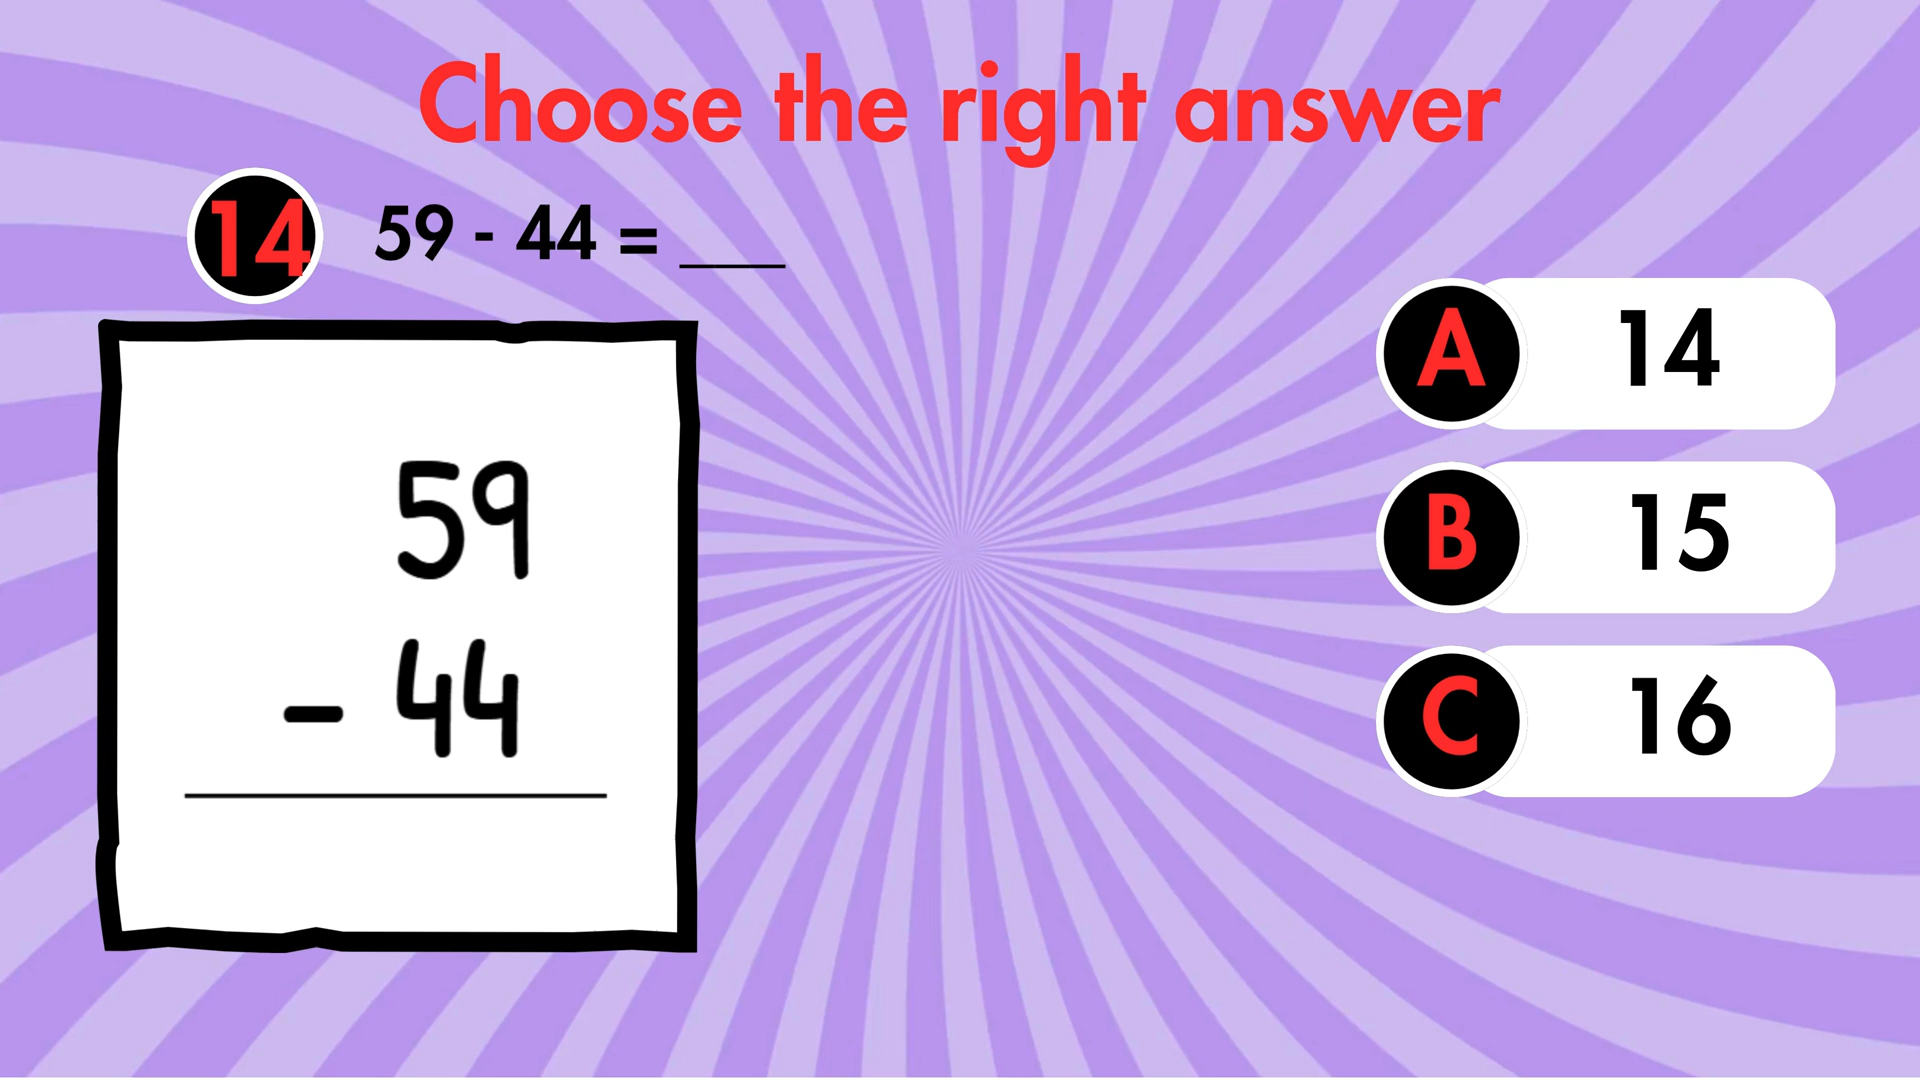 Choose the right answer
14 59 - 44 = ___
59
- 44
A 14
B 15
C 16